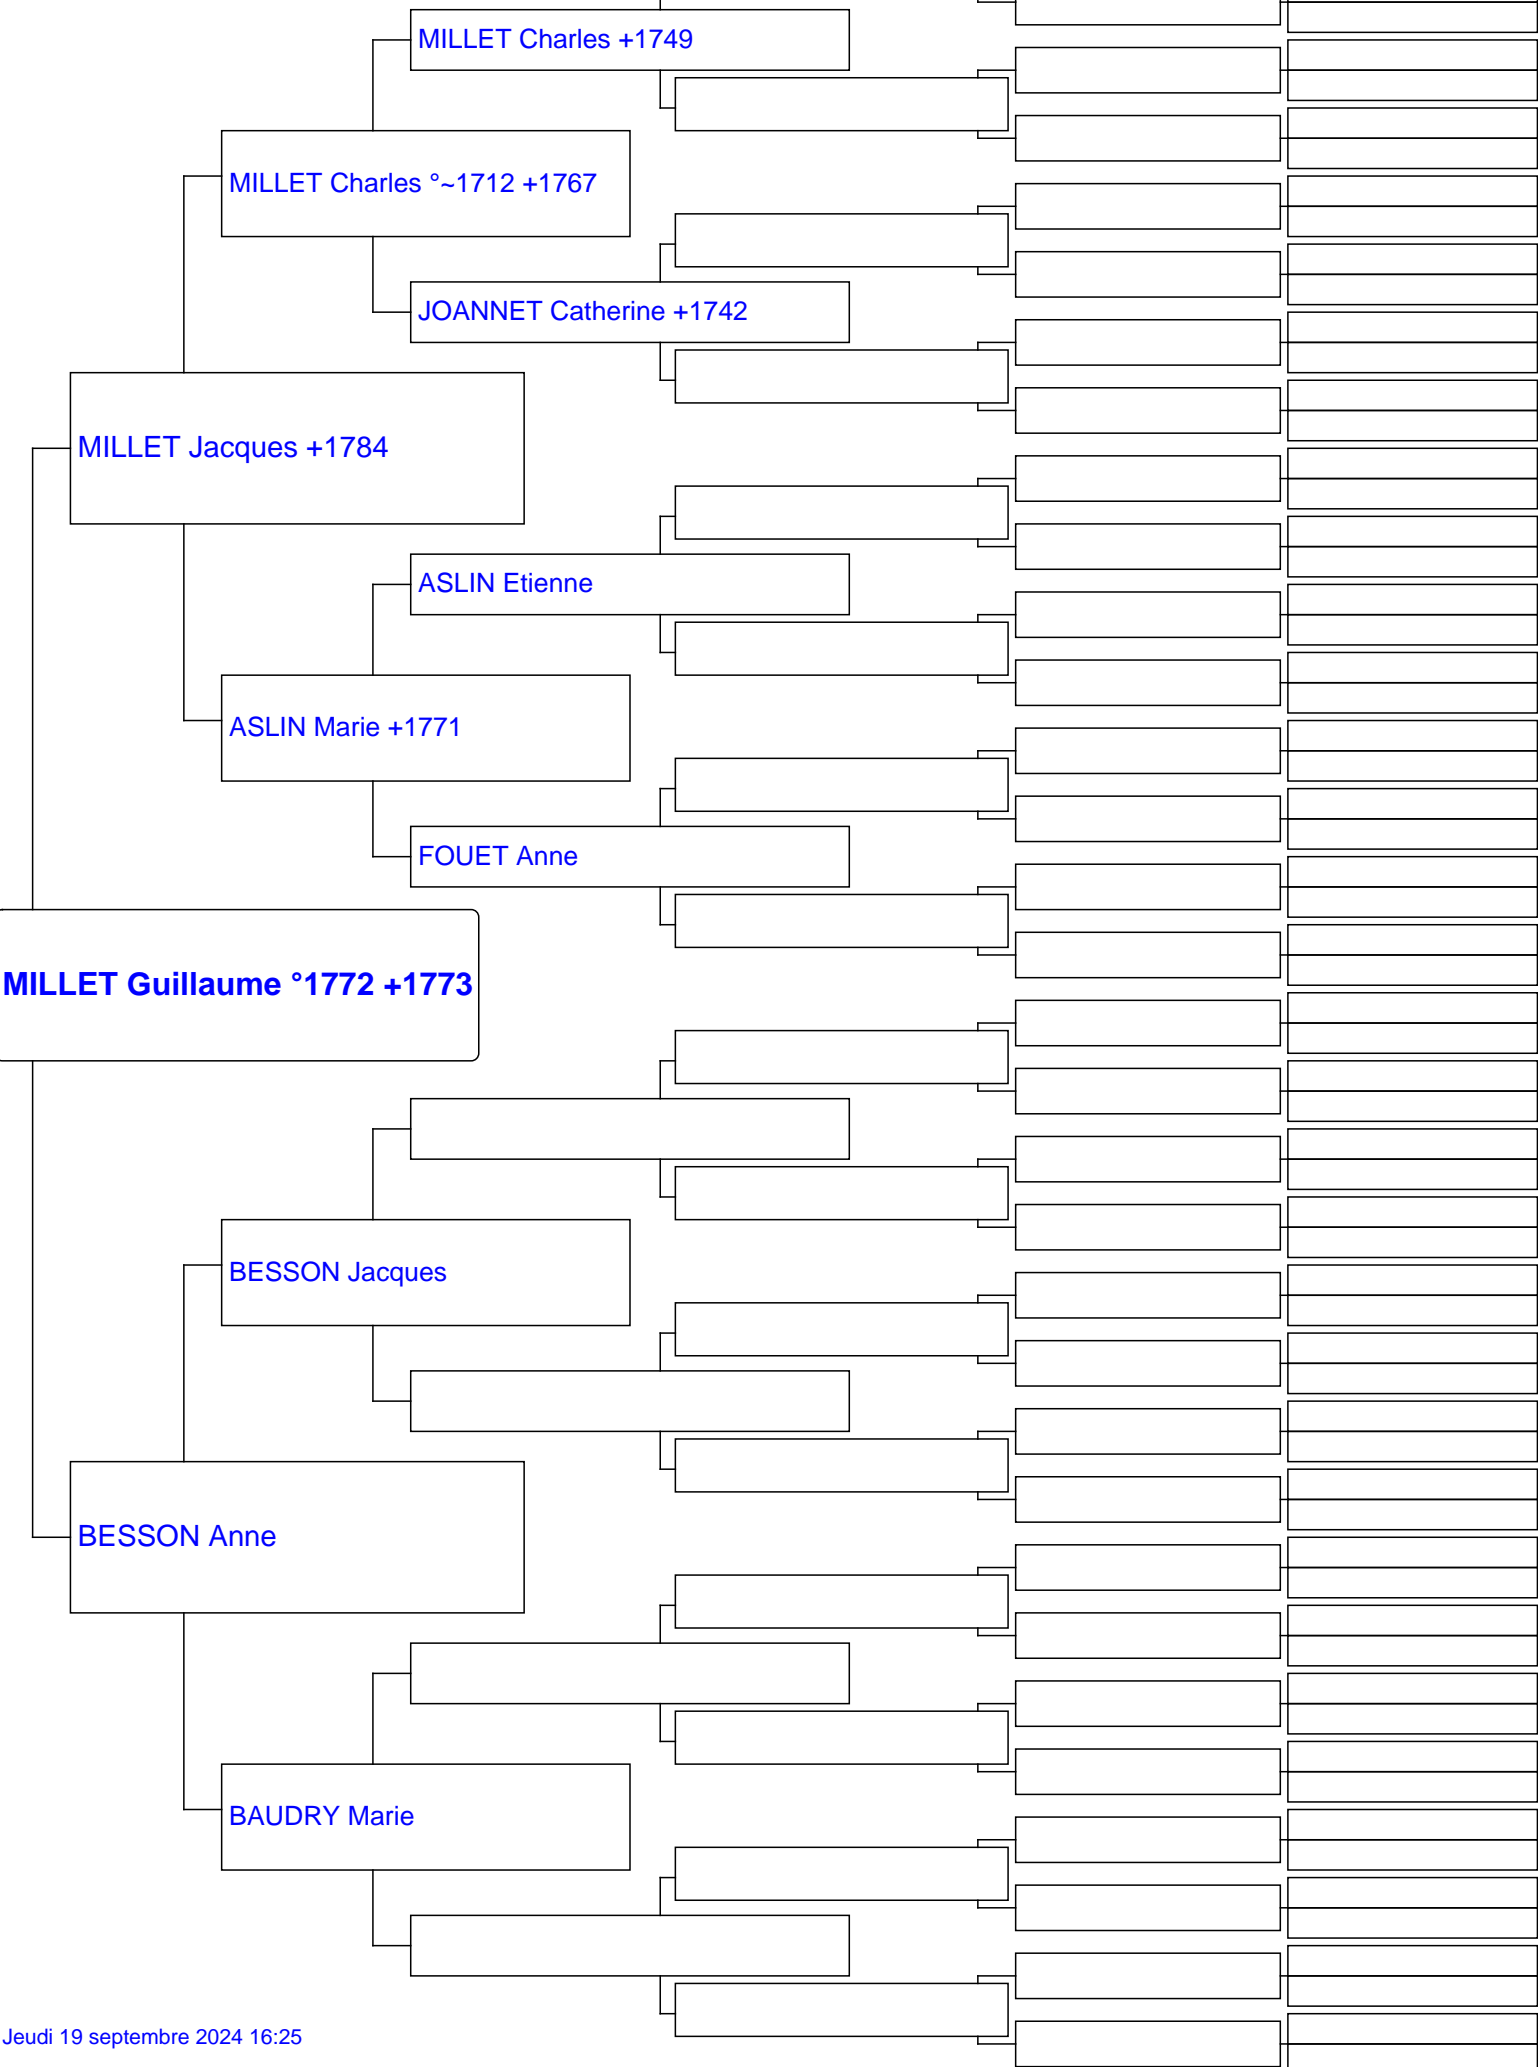 MILLET Charles +1749
MILLET Charles °~1712 +1767
JOANNET Catherine +1742
MILLET Jacques +1784
ASLIN Etienne
ASLIN Marie +1771
FOUET Anne
MILLET Guillaume °1772 +1773
BESSON Jacques
BESSON Anne
BAUDRY Marie
Jeudi 19 septembre 2024 16:25